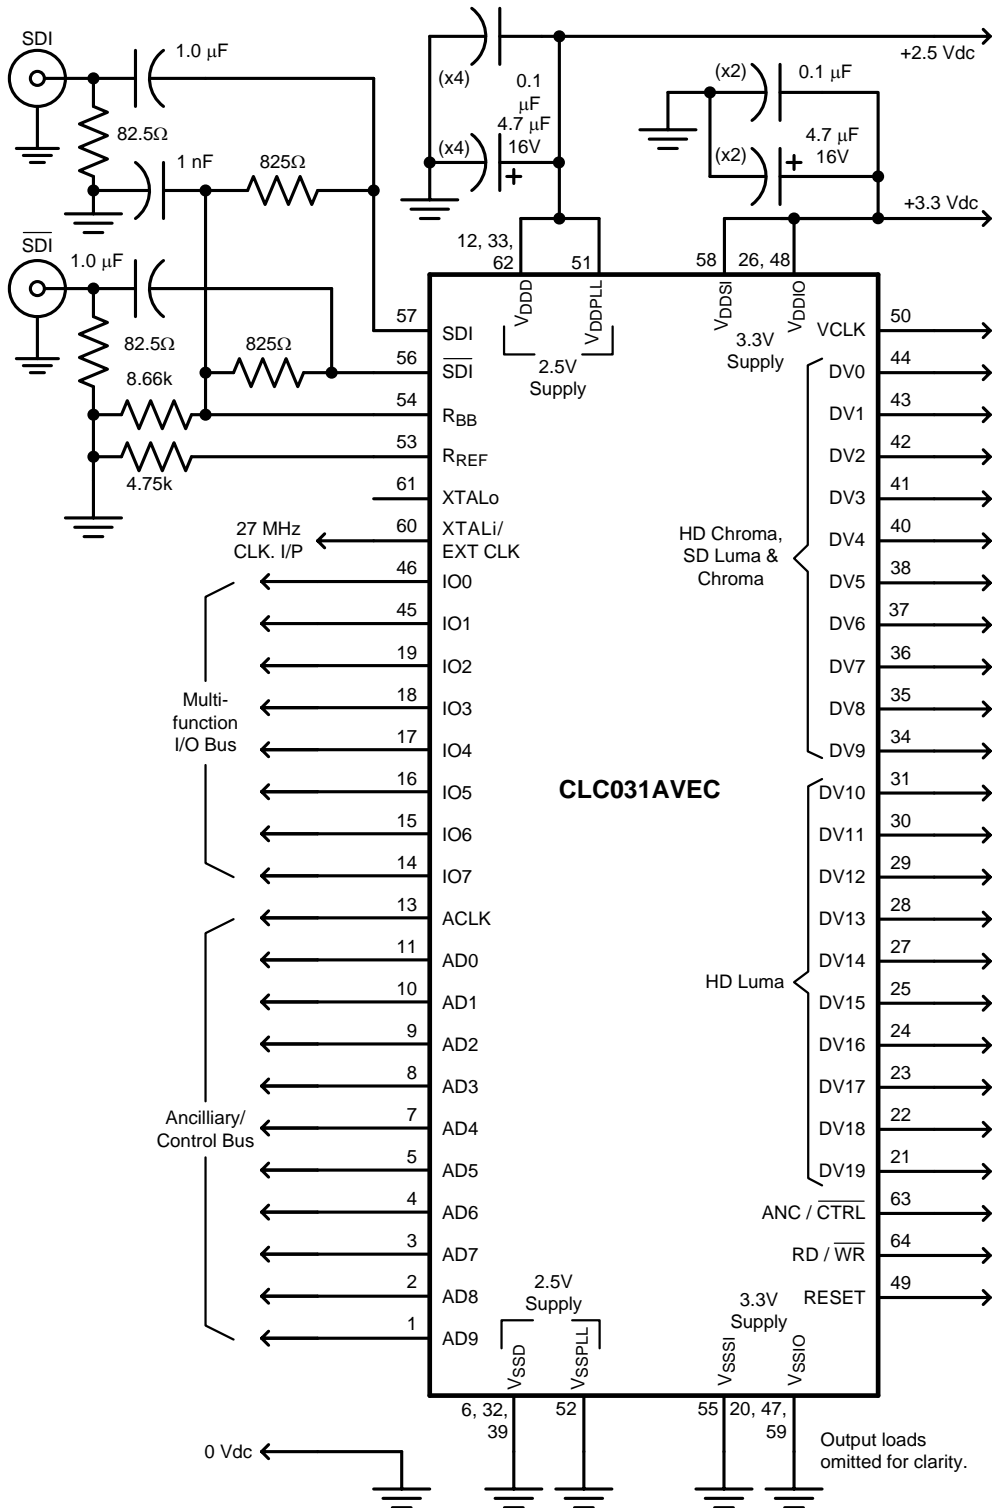 SDI
1.0 μF
82.5Ω
1 nF
825Ω
SDI
1.0 μF
82.5Ω
825Ω
8.66k
4.75k
(x4)
0.1
μF
(x4)
4.7 μF
16V
+
+2.5 Vdc
(x2)
0.1 μF
(x2)
4.7 μF
16V
+
+3.3 Vdc
12, 33,
62
51
58
26, 48
VDDD
VDDPLL
VDDSI
VDDIO
2.5V
Supply
3.3V
Supply
57 SDI
56 SDI
54 RBB
53 RREF
61 XTALo
27 MHz
CLK. I/P
60 XTALi/
EXT CLK
46 IO0
45 IO1
19 IO2
18 IO3
17 IO4
16 IO5
15 IO6
14 IO7
Multi-
function
I/O Bus
13 ACLK
11 AD0
10 AD1
9 AD2
8 AD3
7 AD4
5 AD5
4 AD6
3 AD7
2 AD8
1 AD9
Ancilliary/
Control Bus
CLC031AVEC
VCLK 50
DV0 44
DV1 43
DV2 42
DV3 41
DV4 40
DV5 38
DV6 37
DV7 36
DV8 35
DV9 34
HD Chroma,
SD Luma &
Chroma
DV10 31
DV11 30
DV12 29
DV13 28
DV14 27
DV15 25
DV16 24
DV17 23
DV18 22
DV19 21
HD Luma
ANC / CTRL 63
RD / WR 64
RESET 49
2.5V
Supply
3.3V
Supply
VSSD
VSSPLL
VSSSI
VSSIO
6, 32,
39
52
55
20, 47,
59
0 Vdc
Output loads
omitted for clarity.